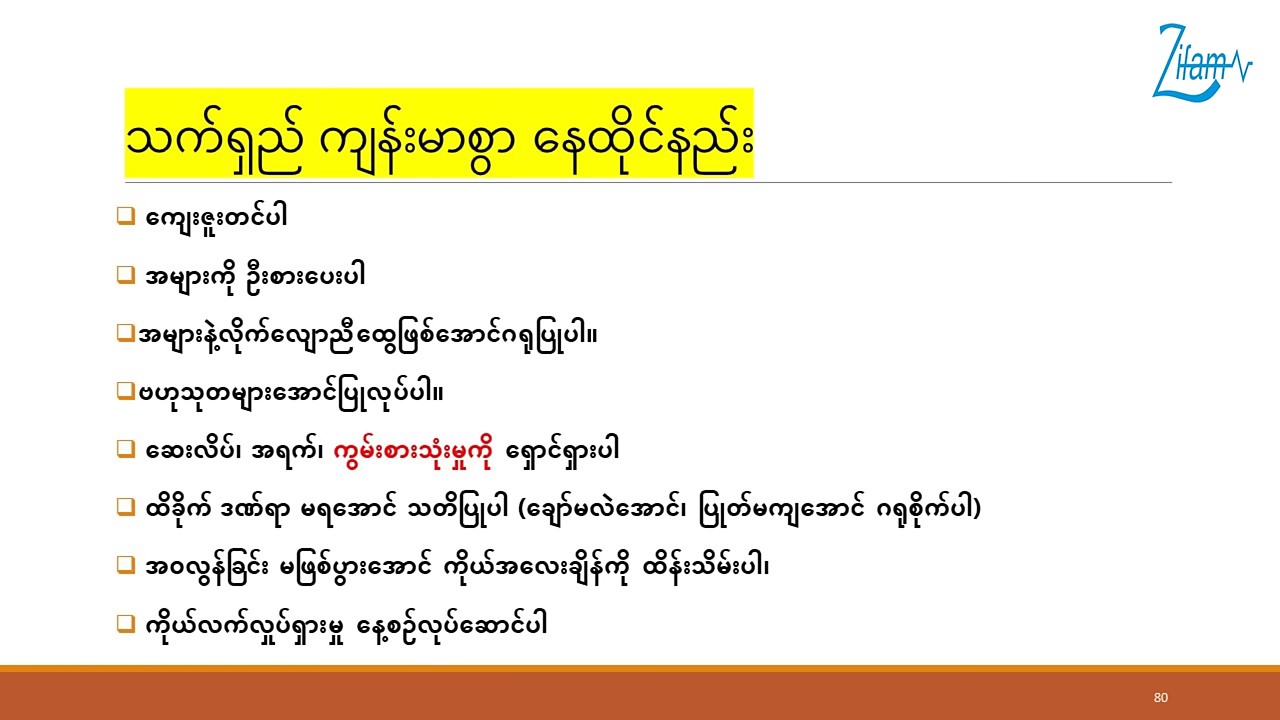 Zifam
သက်ရှည် ကျန်းမာစွာ နေထိုင်နည်း
❑ ကျေးဇူးတင်ပါ
❑ အများကို ဦးစားပေးပါ
❑အများနဲ့လိုက်လျောညီထွေဖြစ်အောင်ဂရုပြုပါ။
❑ဗဟုသုတများအောင်ပြုလုပ်ပါ။
❑ ဆေးလိပ်၊ အရက်၊ ကွမ်းစားသုံးမှုကို ရှောင်ရှားပါ
❑ ထိခိုက် ဒဏ်ရာ မရအောင် သတိပြုပါ (ချော်မလဲအောင်၊ ပြုတ်မကျအောင် ဂရုစိုက်ပါ)
❑ အဝလွန်ခြင်း မဖြစ်ပွားအောင် ကိုယ်အလေးချိန်ကို ထိန်းသိမ်းပါ၊
❑ ကိုယ်လက်လှုပ်ရှားမှု နေ့စဉ်လုပ်ဆောင်ပါ
80